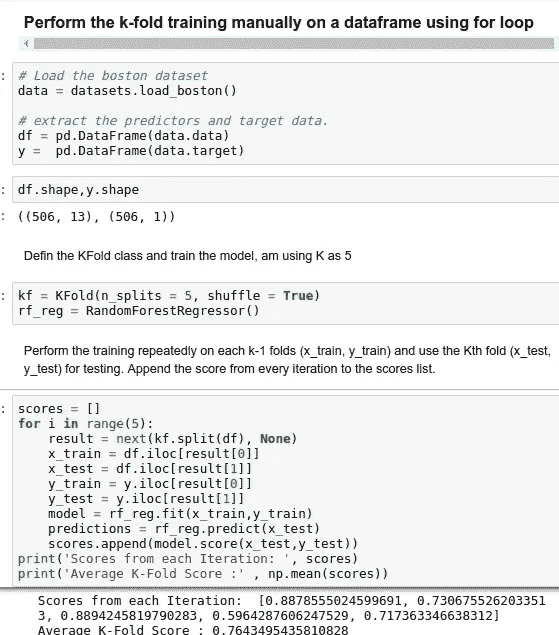 Perform the k-fold training manually on a dataframe using for loop
: # Load the boston dataset
data = datasets.load_boston()
# extract the predictors and target data.
df = pd.DataFrame(data.data)
y =  pd.DataFrame(data.target)
: df.shape,y.shape
: ((506, 13), (506, 1))
Defin the KFold class and train the model, am using K as 5
: kf = KFold(n_splits = 5, shuffle = True)
rf_reg = RandomForestRegressor()
Perform the training repeatedly on each k-1 folds (x_train, y_train) and use the Kth fold (x_test,
y_test) for testing. Append the score from every iteration to the scores list.
: scores = []
for i in range(5):
    result = next(kf.split(df), None)
    x_train = df.iloc[result[0]]
    x_test = df.iloc[result[1]]
    y_train = y.iloc[result[0]]
    y_test = y.iloc[result[1]]
    model = rf_reg.fit(x_train,y_train)
    predictions = rf_reg.predict(x_test)
    scores.append(model.score(x_test,y_test))
print('Scores from each Iteration: ', scores)
print('Average K-Fold Score :' , np.mean(scores))
Scores from each Iteration:  [0.8878555024599691, 0.730675526203351
3, 0.8894245819790283, 0.5964287606247529, 0.717363346638312]
Average K-Fold Score : 0.7643495435810828